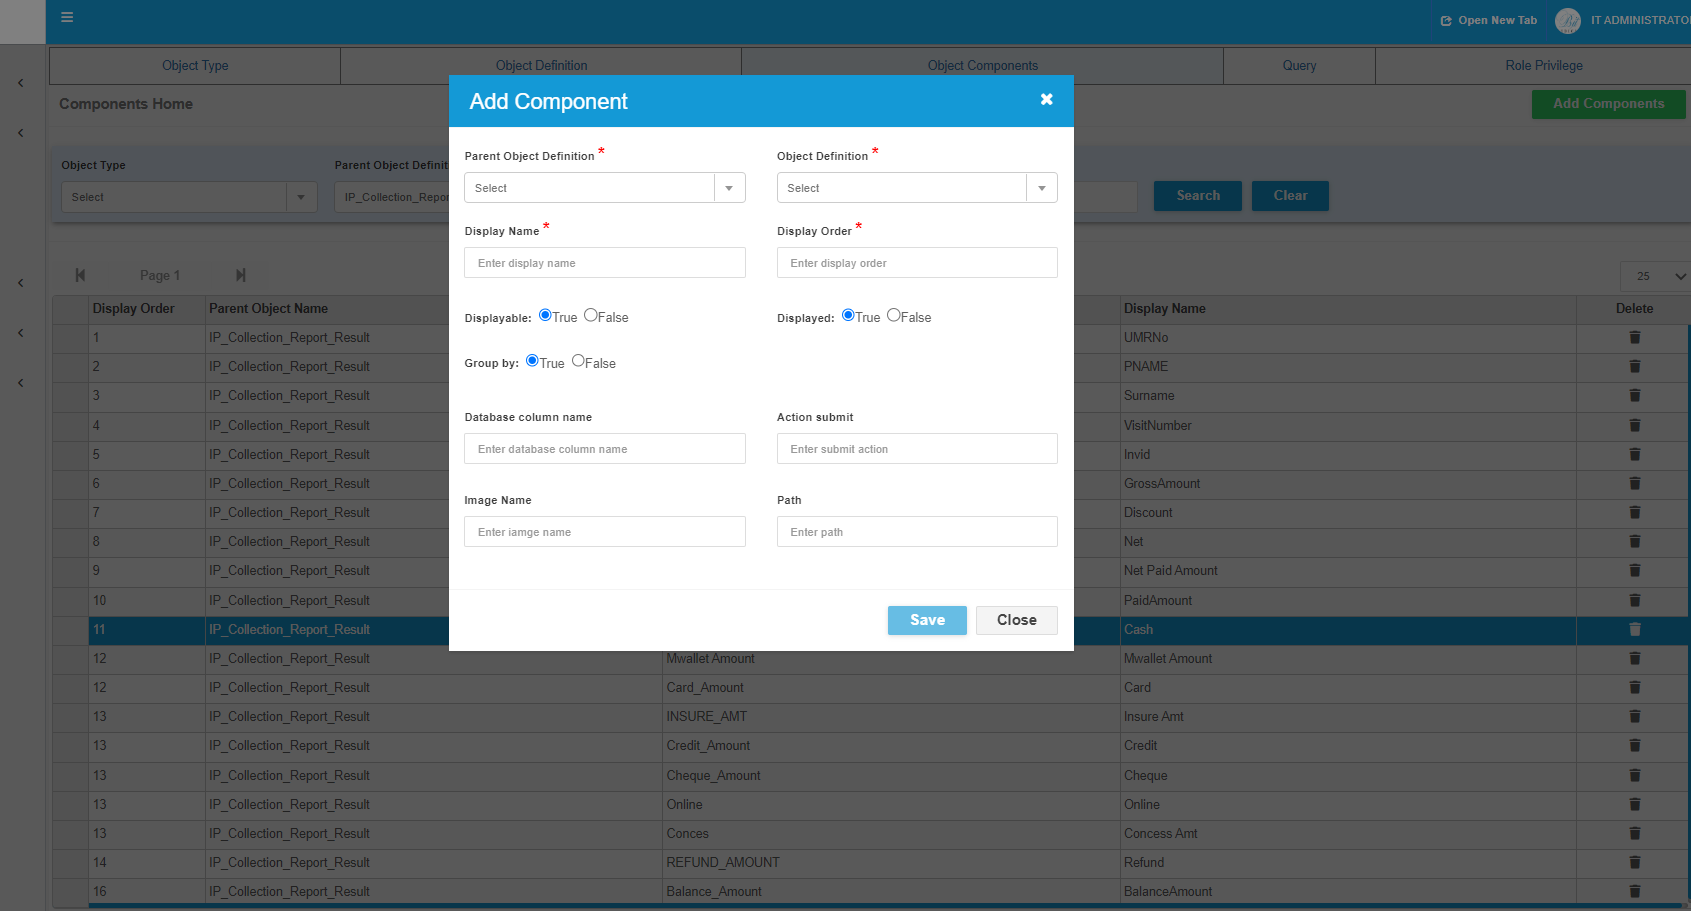 Open New Tab
IT ADMINISTRATO
Object Type
Object Definition
Object Components
Query
Role Privilege
Components Home
Add Components
Object Type
Parent Object Definiti
Select
IP_Collection_Repor
Search
Clear
Add Component
Parent Object Definition *
Object Definition *
Select
Select
Display Name *
Display Order *
Enter display name
Enter display order
Displayable: True False
Displayed: True False
Group by: True False
Database column name
Action submit
Enter database column name
Enter submit action
Image Name
Path
Enter iamge name
Enter path
Save
Close
Page 1
25
Display Order Parent Object Name Display Name Delete
1 IP_Collection_Report_Result UMRNo
2 IP_Collection_Report_Result PNAME
3 IP_Collection_Report_Result Surname
4 IP_Collection_Report_Result VisitNumber
5 IP_Collection_Report_Result Invid
6 IP_Collection_Report_Result GrossAmount
7 IP_Collection_Report_Result Discount
8 IP_Collection_Report_Result Net
9 IP_Collection_Report_Result Net Paid Amount
10 IP_Collection_Report_Result PaidAmount
11 IP_Collection_Report_Result Cash
12 IP_Collection_Report_Result Mwallet Amount Mwallet Amount
12 IP_Collection_Report_Result Card_Amount Card
13 IP_Collection_Report_Result INSURE_AMT Insure Amt
13 IP_Collection_Report_Result Credit_Amount Credit
13 IP_Collection_Report_Result Cheque_Amount Cheque
13 IP_Collection_Report_Result Online Online
13 IP_Collection_Report_Result Conces Concess Amt
14 IP_Collection_Report_Result REFUND_AMOUNT Refund
16 IP_Collection_Report_Result Balance_Amount BalanceAmount